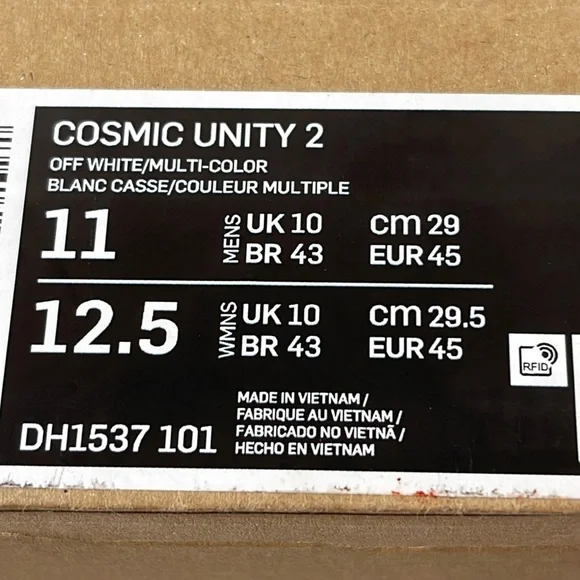 COSMIC UNITY 2
OFF WHITE/MULTI-COLOR
BLANC CASSE/COULEUR MULTIPLE
11 MENS UK 10 cm 29
BR 43 EUR 45
12.5 WMNS UK 10 cm 29.5
BR 43 EUR 45
RFID
MADE IN VIETNAM /
FABRIQUE AU VIETNAM /
DH1537 101 FABRICADO NO VIETNÃ /
HECHO EN VIETNAM